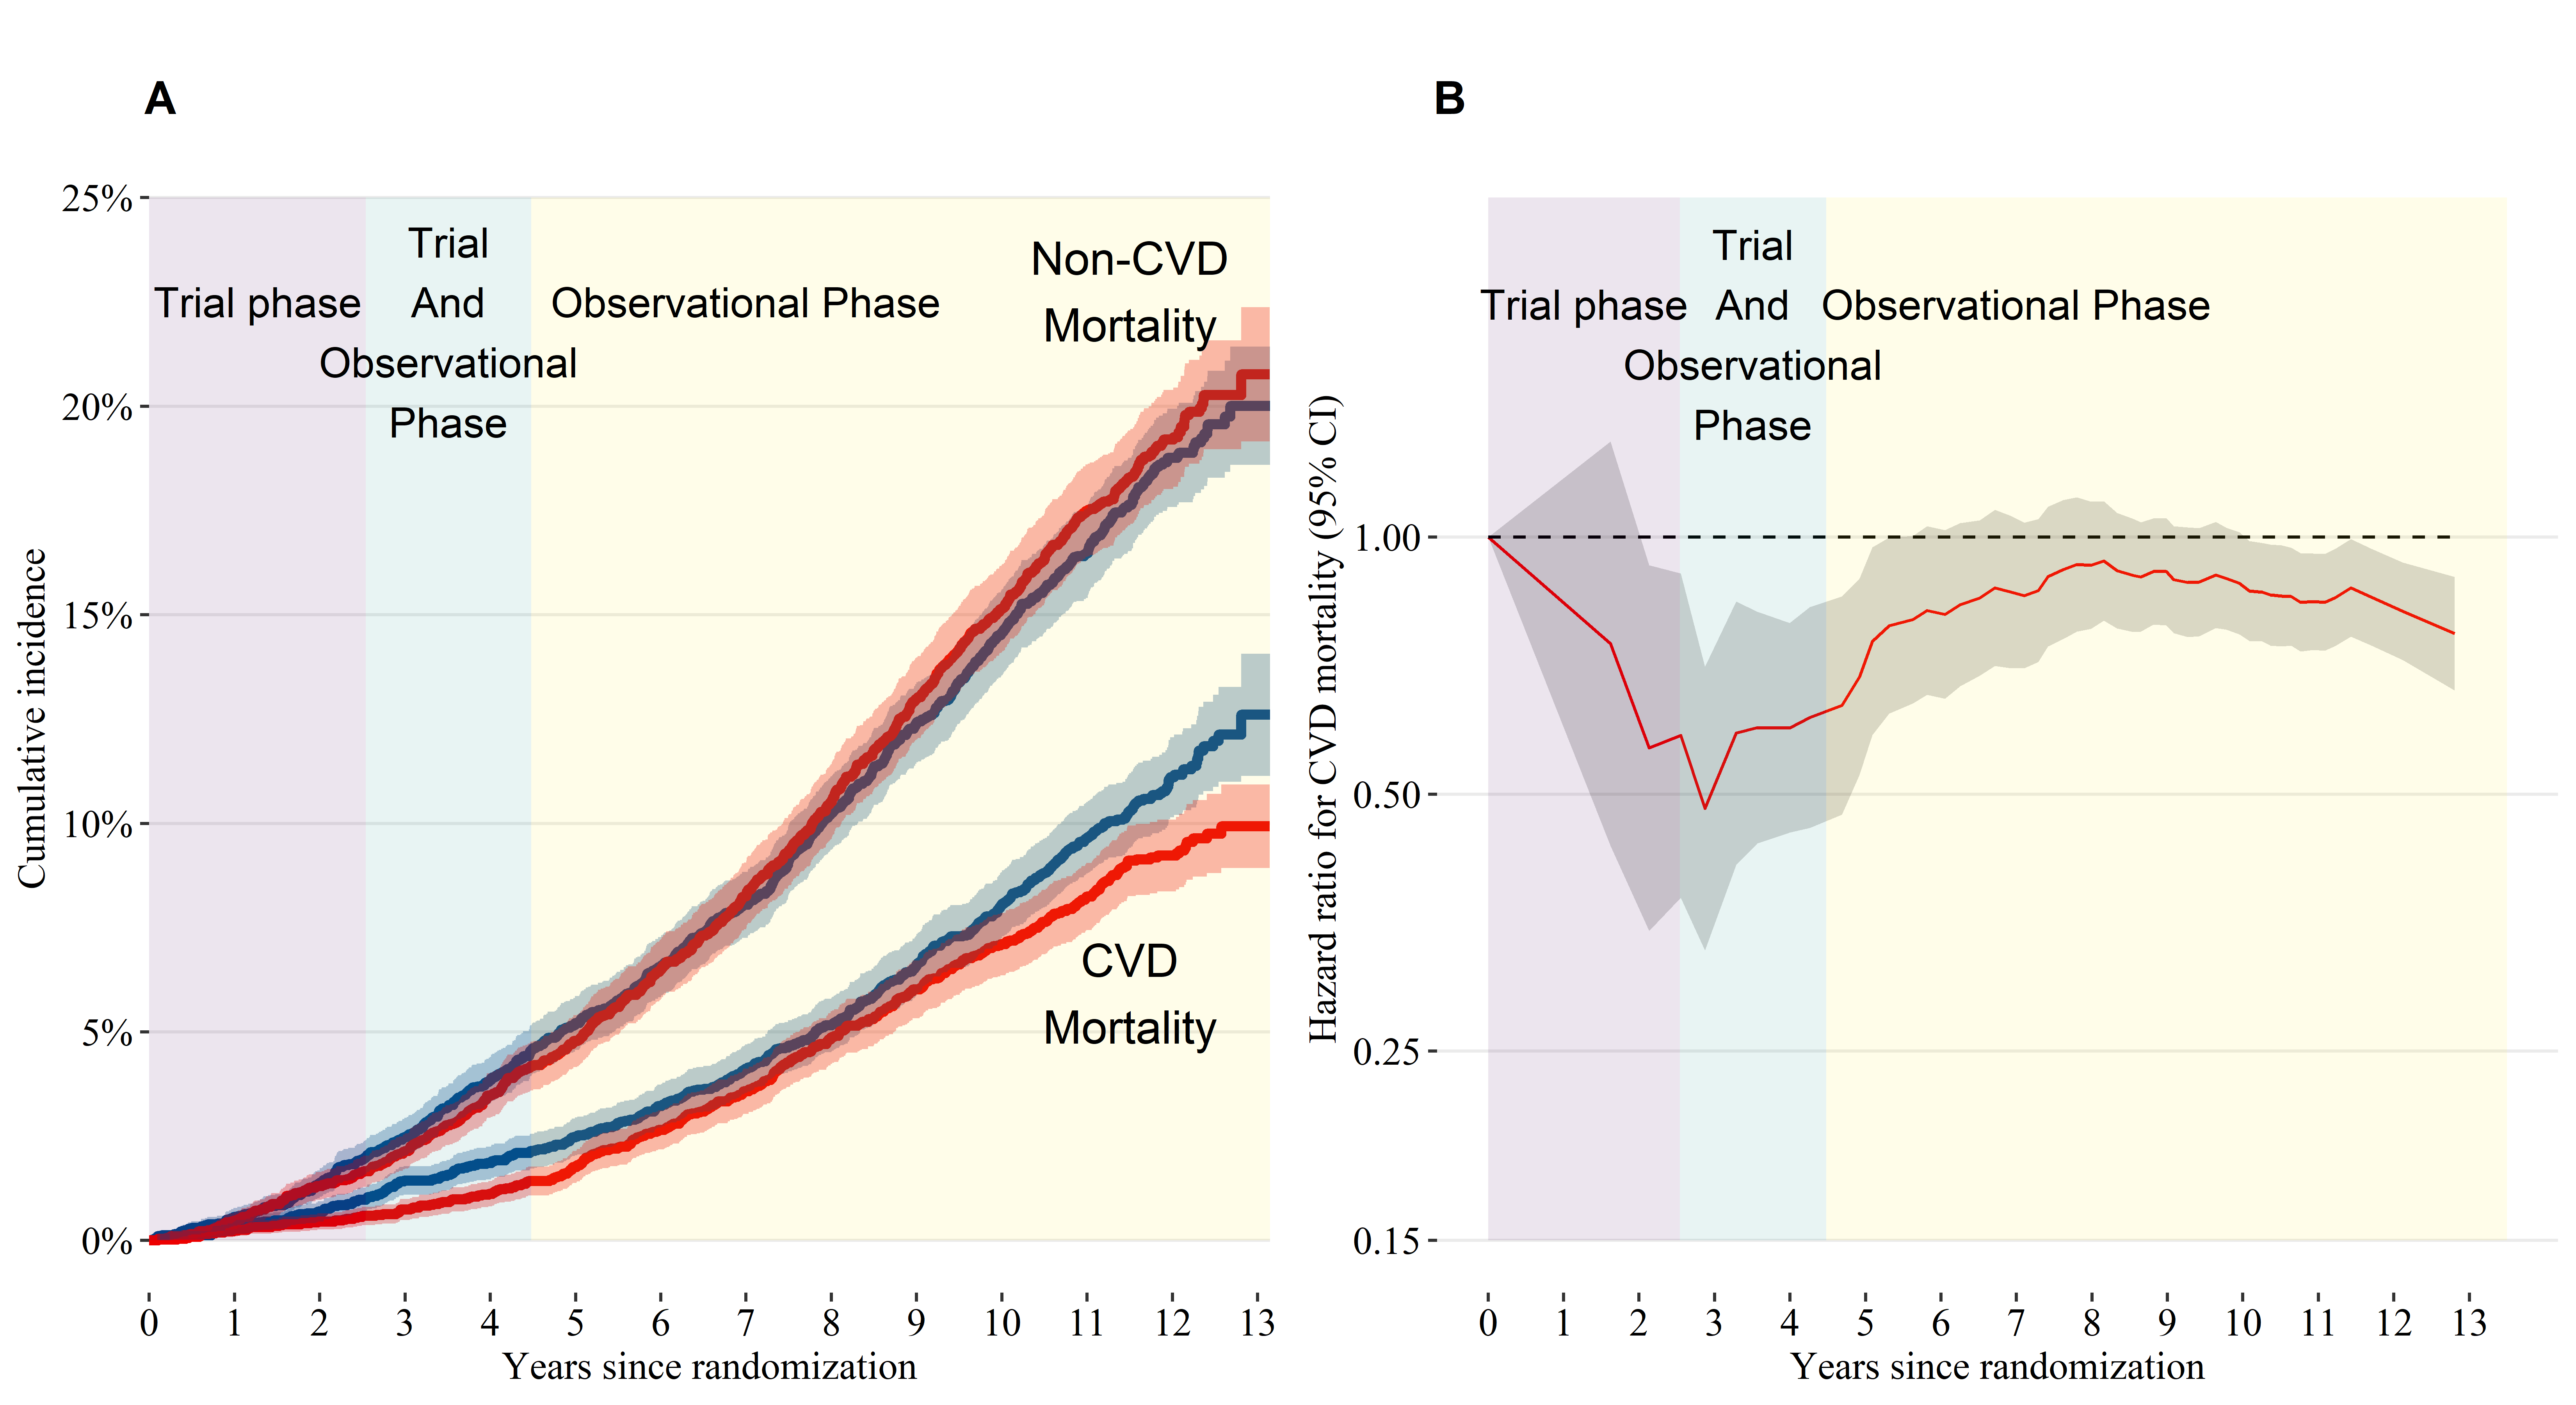 A
B
25%
20%
15%
10%
5%
0%
Cumulative incidence
Trial phase
Trial
And
Observational
Phase
Observational Phase
Non-CVD
Mortality
CVD
Mortality
0 1 2 3 4 5 6 7 8 9 10 11 12 13
Years since randomization
Hazard ratio for CVD mortality (95% CI)
1.00
0.50
0.25
0.15
Trial phase
Trial
And
Observational
Phase
Observational Phase
0 1 2 3 4 5 6 7 8 9 10 11 12 13
Years since randomization